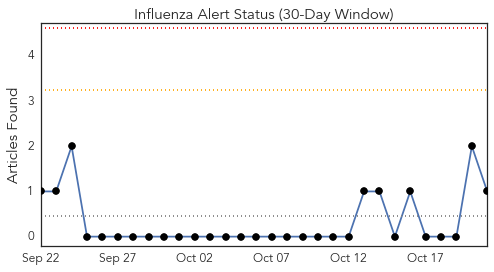 Influenza Alert Status (30-Day Window)
Articles Found
4
3
2
1
0
Sep 22 Sep 27 Oct 02 Oct 07 Oct 12 Oct 17